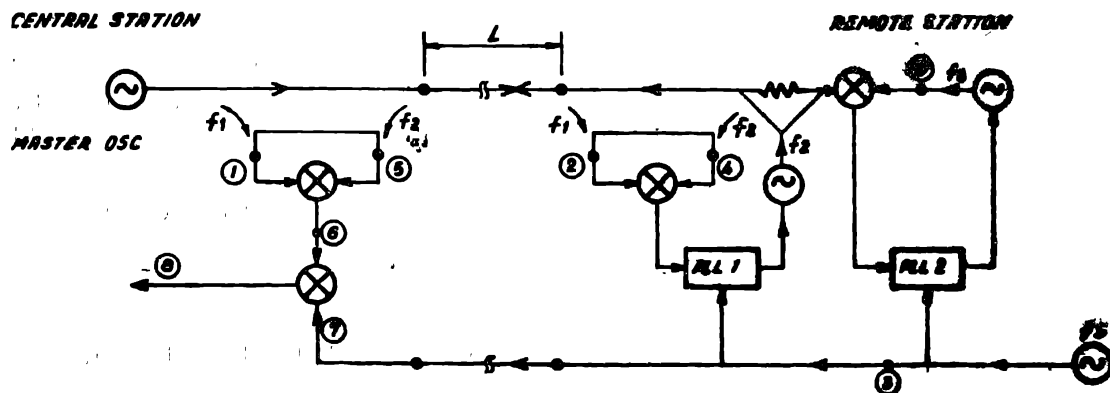 CENTRAL STATION
REMOTE STATION
L
MASTER OSC
f1
f2
f1
f2
f2
1
5
2
4
6
8
7
PLL 1
PLL 2
3